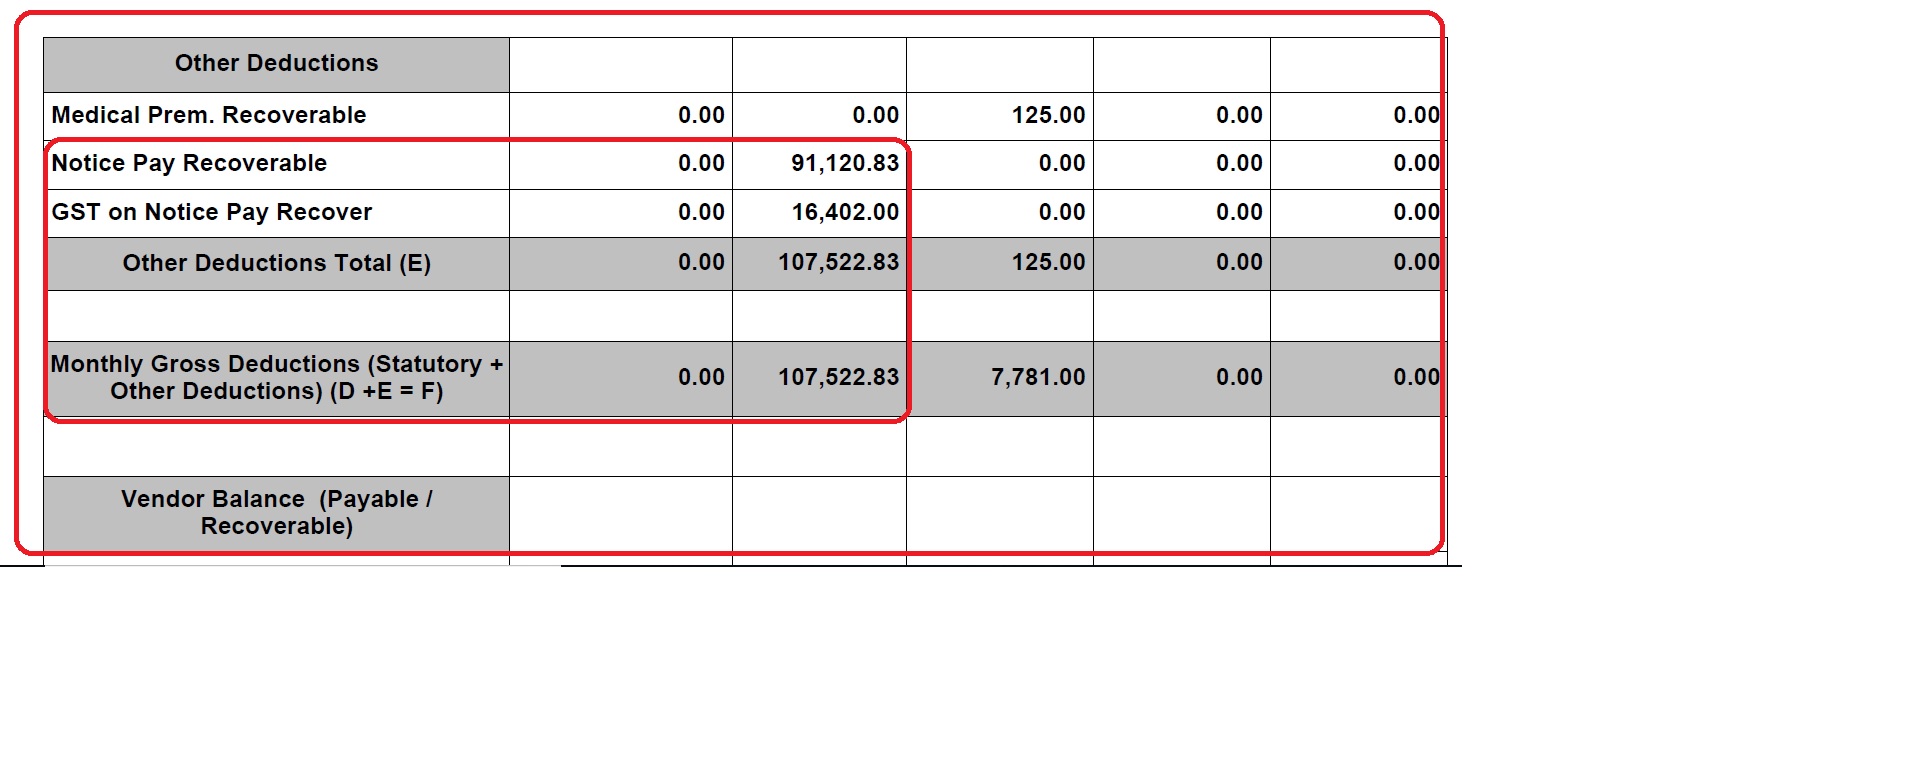 Other Deductions
Medical Prem. Recoverable 0.00 0.00 125.00 0.00 0.00
Notice Pay Recoverable 0.00 91,120.83 0.00 0.00 0.00
GST on Notice Pay Recover 0.00 16,402.00 0.00 0.00 0.00
Other Deductions Total (E) 0.00 107,522.83 125.00 0.00 0.00
Monthly Gross Deductions (Statutory +
Other Deductions) (D +E = F) 0.00 107,522.83 7,781.00 0.00 0.00
Vendor Balance (Payable /
Recoverable)